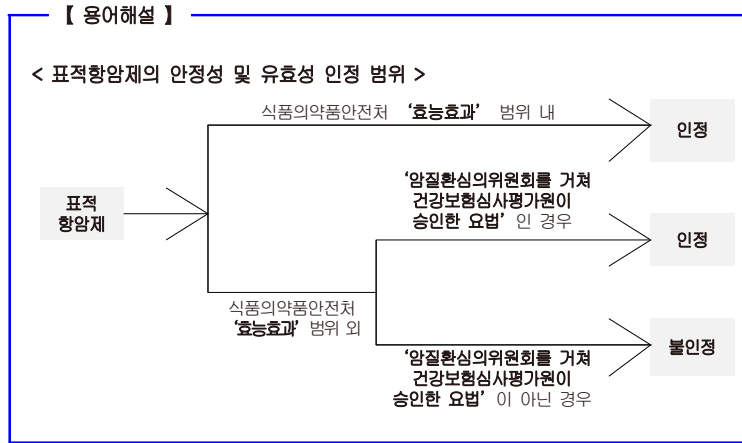 【 용어해설 】
< 표적항암제의 안정성 및 유효성 인정 범위 >
식품의약품안전처 ‘효능효과’ 범위 내
인정
표적
항암제
‘암질환심의위원회를 거쳐
건강보험심사평가원이
승인한 요법’ 인 경우
인정
식품의약품안전처
‘효능효과’ 범위 외
‘암질환심의위원회를 거쳐
건강보험심사평가원이
승인한 요법’ 이 아닌 경우
불인정